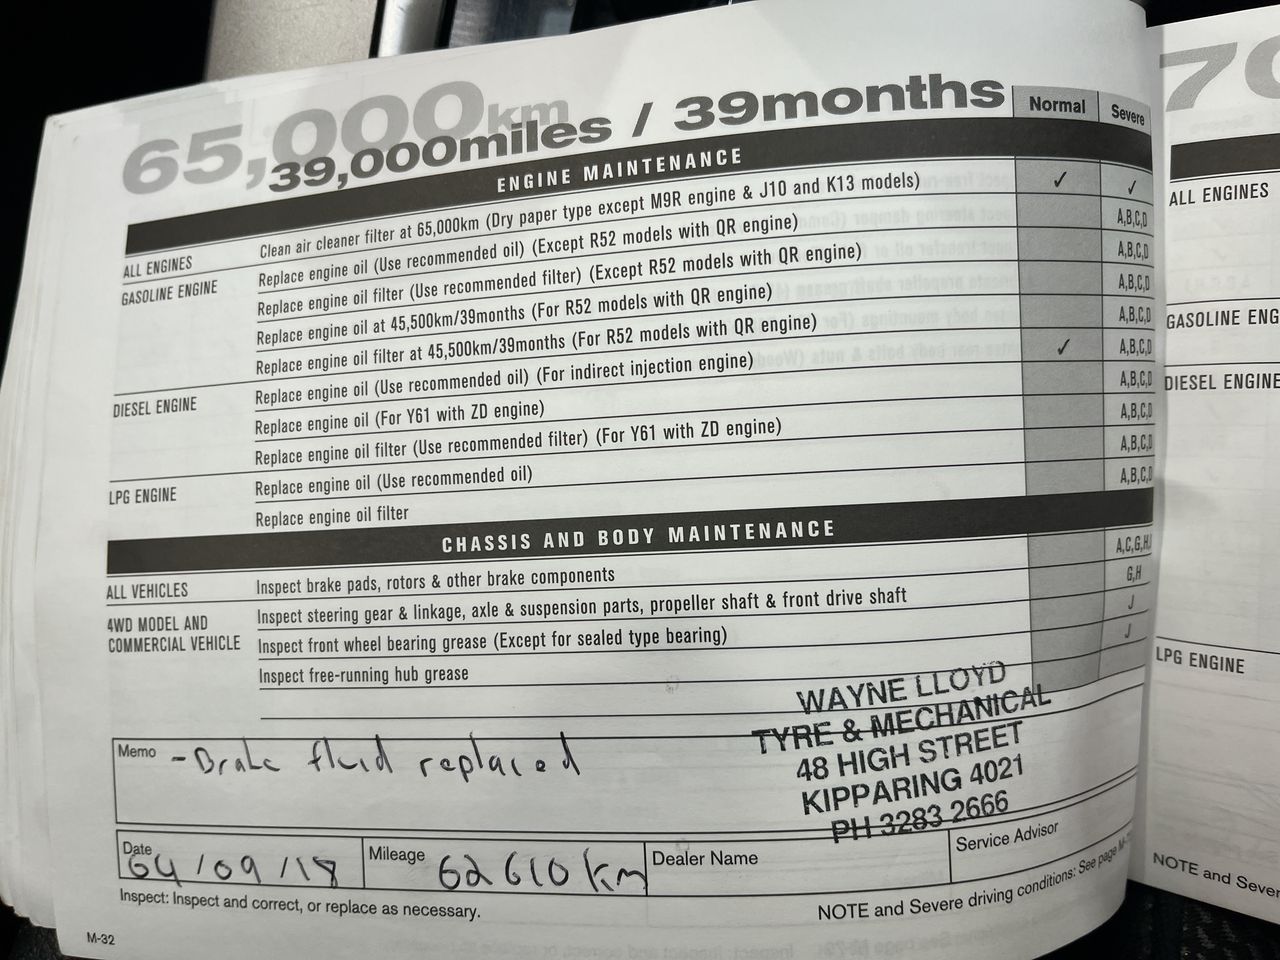 65,000km
39,000miles / 39months
Normal
Severe
ENGINE MAINTENANCE
ALL ENGINES
Clean air cleaner filter at 65,000km (Dry paper type except M9R engine & J10 and K13 models)
✓
✓
GASOLINE ENGINE
Replace engine oil (Use recommended oil) (Except R52 models with QR engine)
A,B,C,D
Replace engine oil filter (Use recommended filter) (Except R52 models with QR engine)
A,B,C,D
Replace engine oil at 45,500km/39months (For R52 models with QR engine)
A,B,C,D
Replace engine oil filter at 45,500km/39months (For R52 models with QR engine)
A,B,C,D
DIESEL ENGINE
Replace engine oil (Use recommended oil) (For indirect injection engine)
✓
A,B,C,D
Replace engine oil (For Y61 with ZD engine)
A,B,C,D
Replace engine oil filter (Use recommended filter) (For Y61 with ZD engine)
A,B,C,D
LPG ENGINE
Replace engine oil (Use recommended oil)
A,B,C,D
Replace engine oil filter
A,B,C,D
CHASSIS AND BODY MAINTENANCE
ALL VEHICLES
Inspect brake pads, rotors & other brake components
A,C,G,H,I
4WD MODEL AND
COMMERCIAL VEHICLE
Inspect steering gear & linkage, axle & suspension parts, propeller shaft & front drive shaft
G,H
Inspect front wheel bearing grease (Except for sealed type bearing)
J
Inspect free-running hub grease
J
WAYNE LLOYD
TYRE & MECHANICAL
48 HIGH STREET
KIPPARING 4021
PH 3283 2666
Memo
- Brake fluid replaced
Date
04/09/18
Mileage
62610 km
Dealer Name
Service Advisor
Inspect: Inspect and correct, or replace as necessary.
NOTE and Severe driving conditions: See page M-7
M-32
70
ALL ENGINES
GASOLINE ENG
DIESEL ENGINE
LPG ENGINE
NOTE and Sever